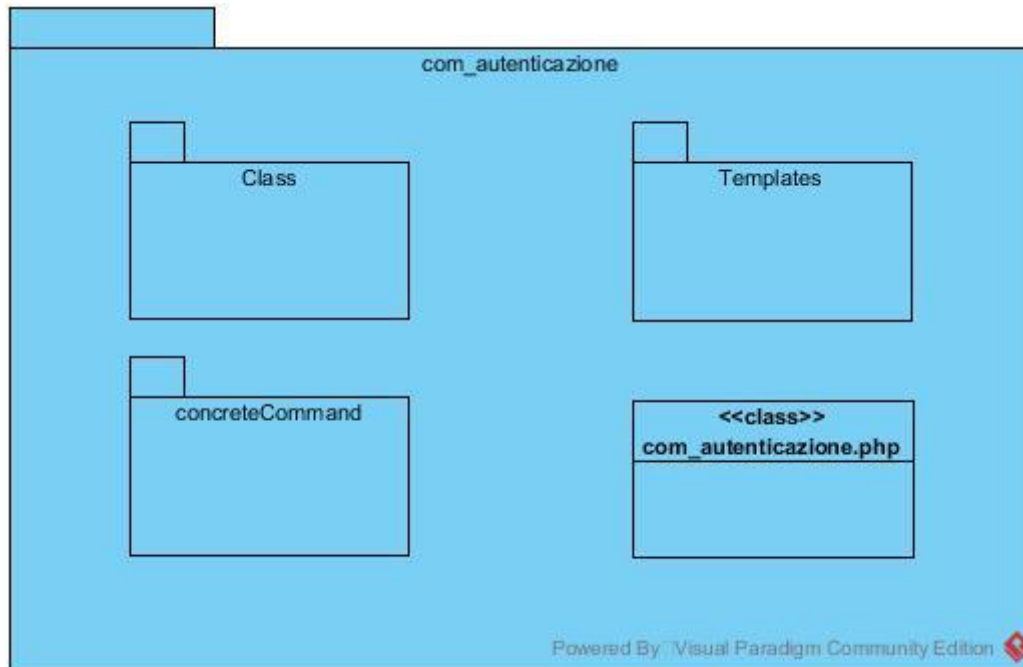 com_autenticazione
Class
Templates
concreteCommand
<<class>>
com_autenticazione.php
Powered By Visual Paradigm Community Edition